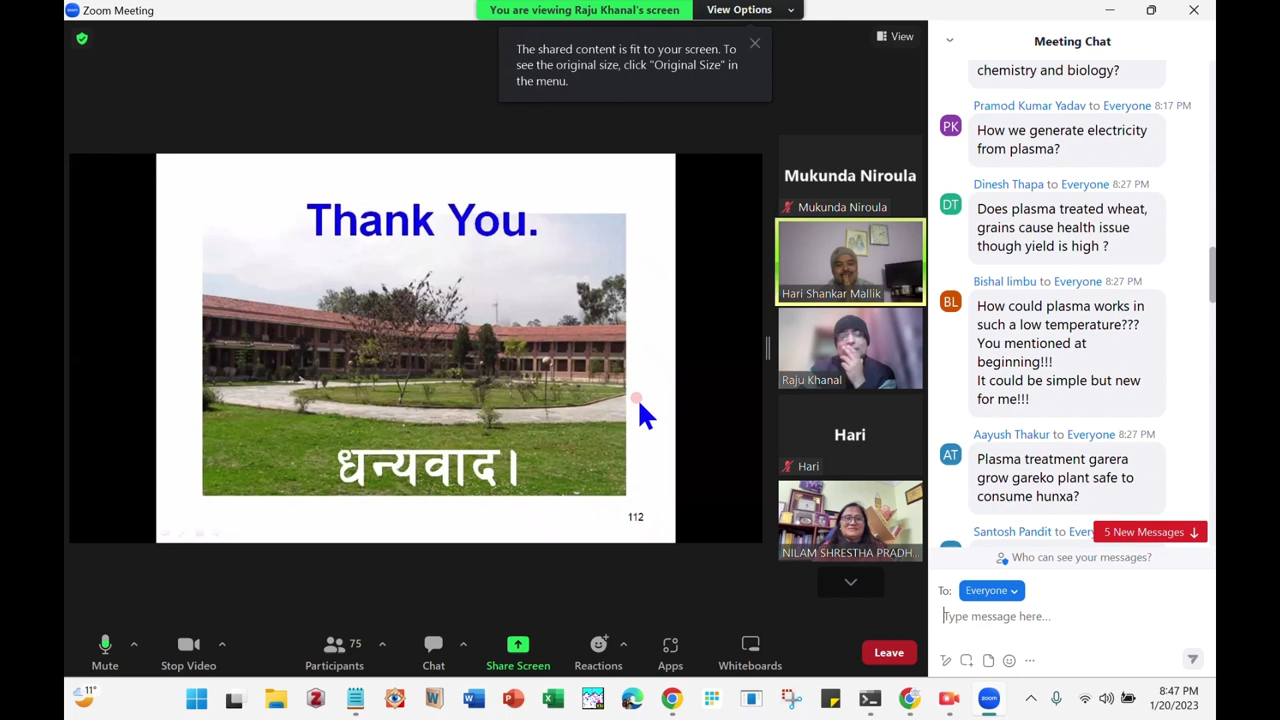 Zoom Meeting
You are viewing Raju Khanal's screen
View Options
The shared content is fit to your screen. To
see the original size, click "Original Size" in
the menu.
View
Thank You.
धन्यवाद।
112
Mukunda Niroula
Mukunda Niroula
Hari Shankar Mallik
Raju Khanal
Hari
Hari
NILAM SHRESTHA PRADH...
Meeting Chat
chemistry and biology?
Pramod Kumar Yadav to Everyone 8:17 PM
PK
How we generate electricity
from plasma?
Dinesh Thapa to Everyone 8:27 PM
DT
Does plasma treated wheat,
grains cause health issue
though yield is high ?
Bishal limbu to Everyone 8:27 PM
BL
How could plasma works in
such a low temperature???
You mentioned at
beginning!!!
It could be simple but new
for me!!!
Aayush Thakur to Everyone 8:27 PM
AT
Plasma treatment garera
grow gareko plant safe to
consume hunxa?
Santosh Pandit to Every
5 New Messages
Who can see your messages?
To: Everyone
Type message here...
Mute
Stop Video
75
Participants
Chat
Share Screen
Reactions
Apps
Whiteboards
Leave
11°
8:47 PM
1/20/2023